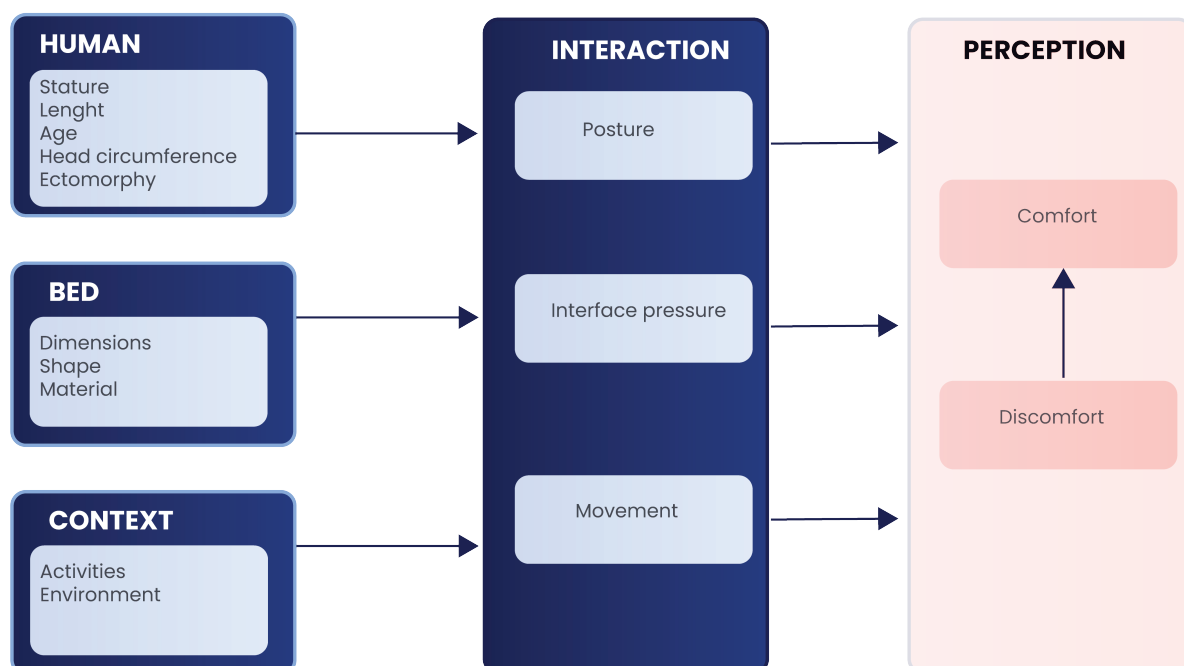 HUMAN
Stature
Lenght
Age
Head circumference
Ectomorphy
BED
Dimensions
Shape
Material
CONTEXT
Activities
Environment
INTERACTION
Posture
Interface pressure
Movement
PERCEPTION
Comfort
Discomfort